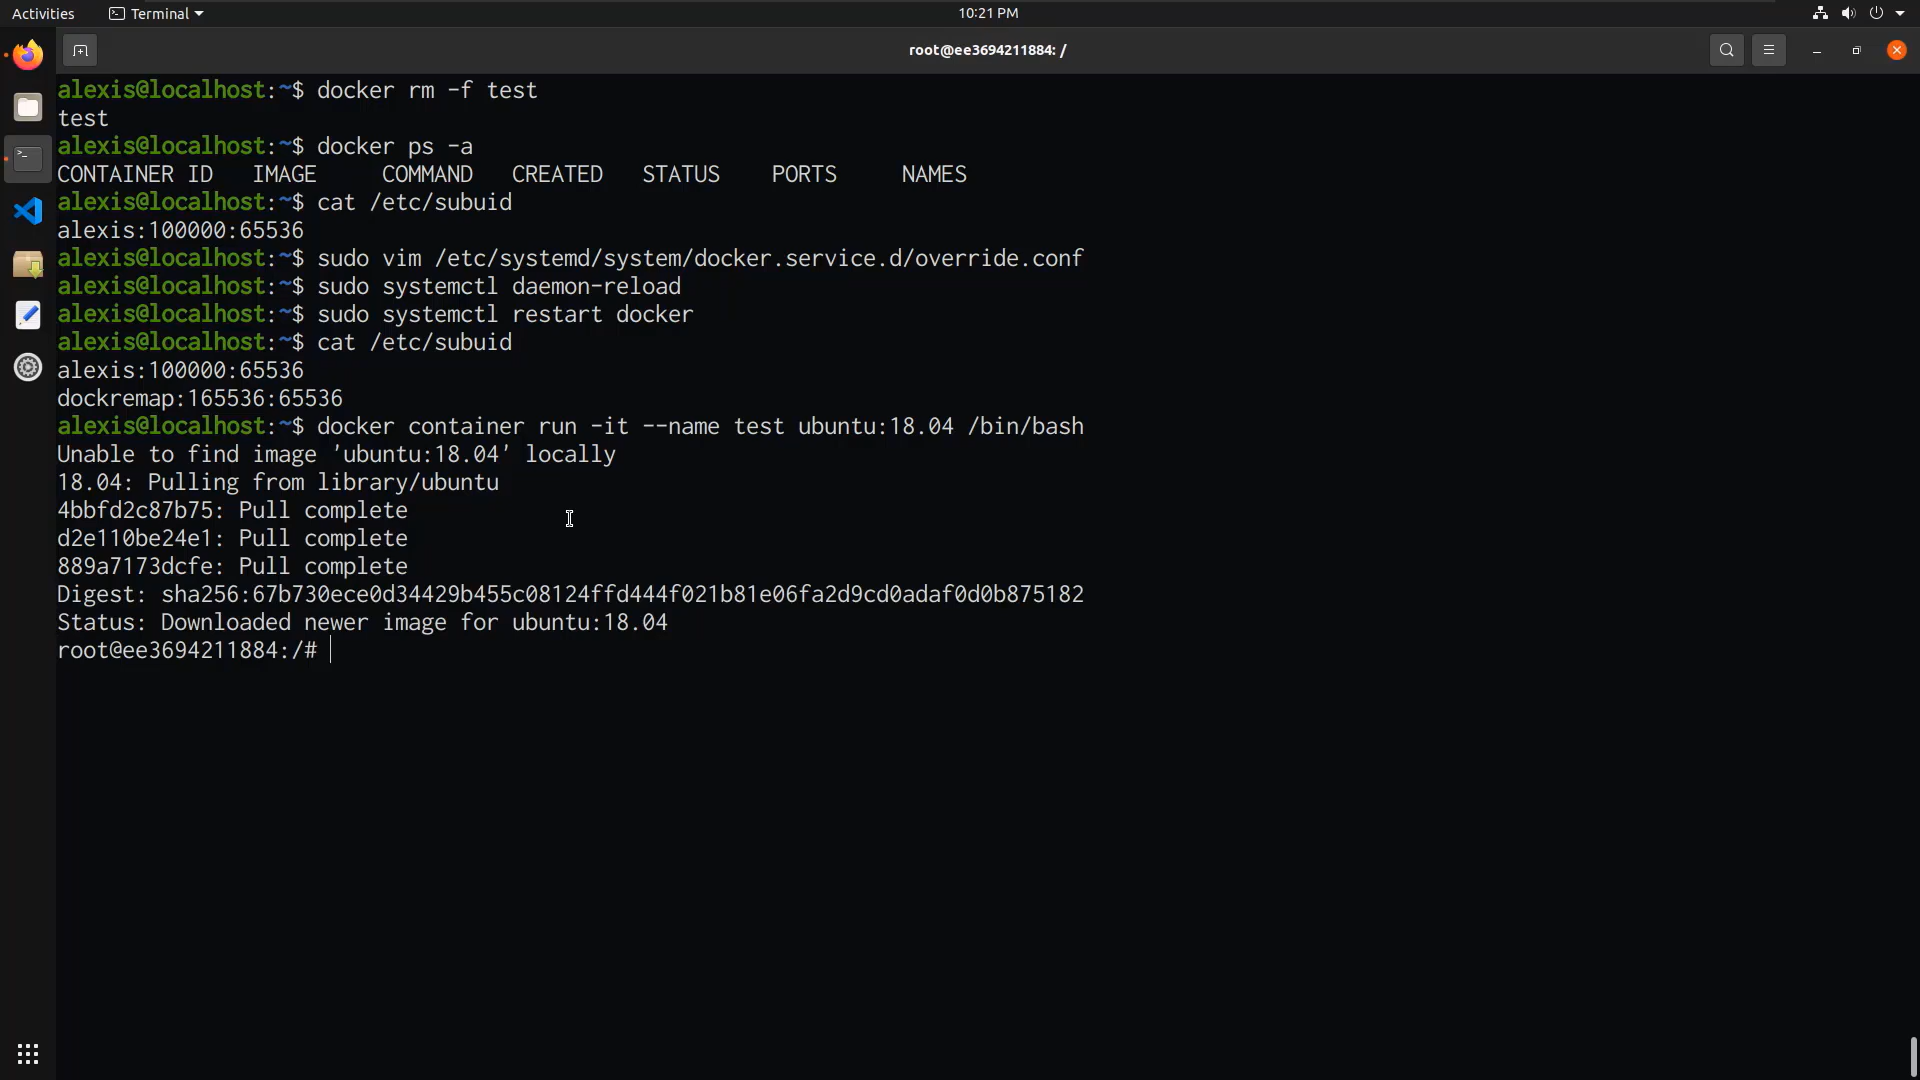 Activities
Terminal
10:21 PM
root@ee3694211884: /
alexis@localhost:~$ docker rm -f test
test
alexis@localhost:~$ docker ps -a
CONTAINER ID   IMAGE     COMMAND   CREATED   STATUS    PORTS     NAMES
alexis@localhost:~$ cat /etc/subuid
alexis:100000:65536
alexis@localhost:~$ sudo vim /etc/systemd/system/docker.service.d/override.conf
alexis@localhost:~$ sudo systemctl daemon-reload
alexis@localhost:~$ sudo systemctl restart docker
alexis@localhost:~$ cat /etc/subuid
alexis:100000:65536
dockremap:165536:65536
alexis@localhost:~$ docker container run -it --name test ubuntu:18.04 /bin/bash
Unable to find image 'ubuntu:18.04' locally
18.04: Pulling from library/ubuntu
4bbfd2c87b75: Pull complete
d2e110be24e1: Pull complete
889a7173dcfe: Pull complete
Digest: sha256:67b730ece0d34429b455c08124ffd444f021b81e06fa2d9cd0adaf0d0b875182
Status: Downloaded newer image for ubuntu:18.04
root@ee3694211884:/#